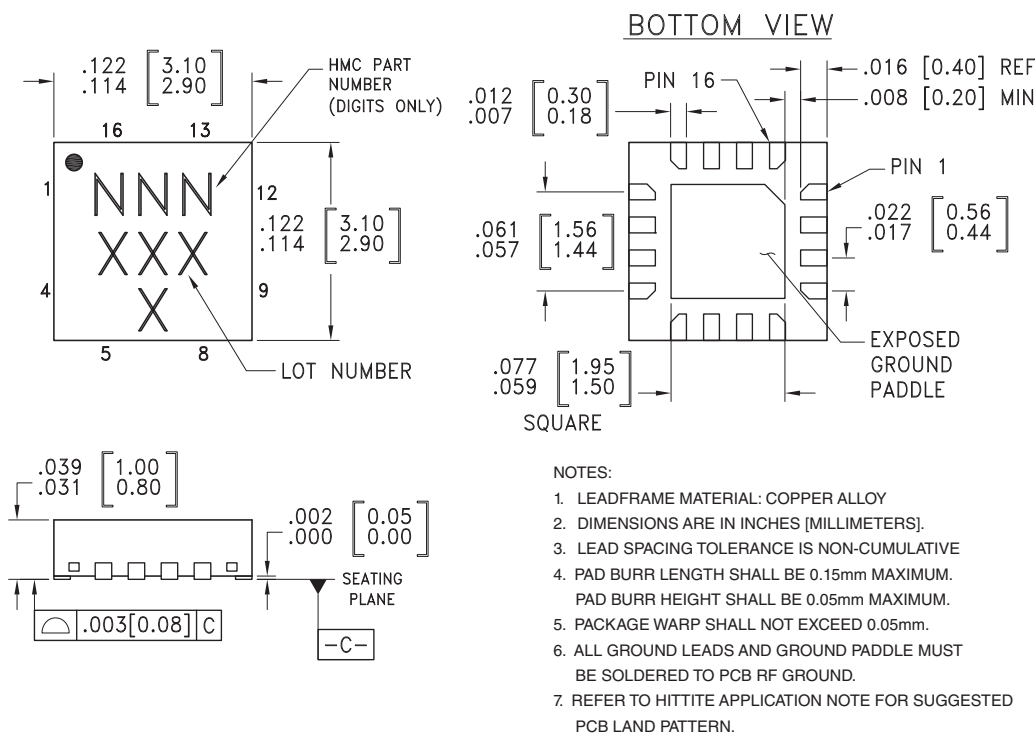 BOTTOM VIEW
.122 [3.10]
.114 [2.90]
HMC PART
NUMBER
(DIGITS ONLY)
16 13
1
4
12
9
5 8
NNN
XXX
X
.122 [3.10]
.114 [2.90]
LOT NUMBER
PIN 16
.016 [0.40] REF
.008 [0.20] MIN
.012 [0.30]
.007 [0.18]
PIN 1
.061 [1.56]
.057 [1.44]
.022 [0.56]
.017 [0.44]
EXPOSED
GROUND
PADDLE
.077 [1.95]
.059 [1.50]
SQUARE
.039 [1.00]
.031 [0.80]
.002 [0.05]
.000 [0.00]
SEATING
PLANE
.003[0.08] C
-C-
NOTES:
1. LEADFRAME MATERIAL: COPPER ALLOY
2. DIMENSIONS ARE IN INCHES [MILLIMETERS].
3. LEAD SPACING TOLERANCE IS NON-CUMULATIVE
4. PAD BURR LENGTH SHALL BE 0.15mm MAXIMUM.
PAD BURR HEIGHT SHALL BE 0.05mm MAXIMUM.
5. PACKAGE WARP SHALL NOT EXCEED 0.05mm.
6. ALL GROUND LEADS AND GROUND PADDLE MUST
BE SOLDERED TO PCB RF GROUND.
7. REFER TO HITTITE APPLICATION NOTE FOR SUGGESTED
PCB LAND PATTERN.